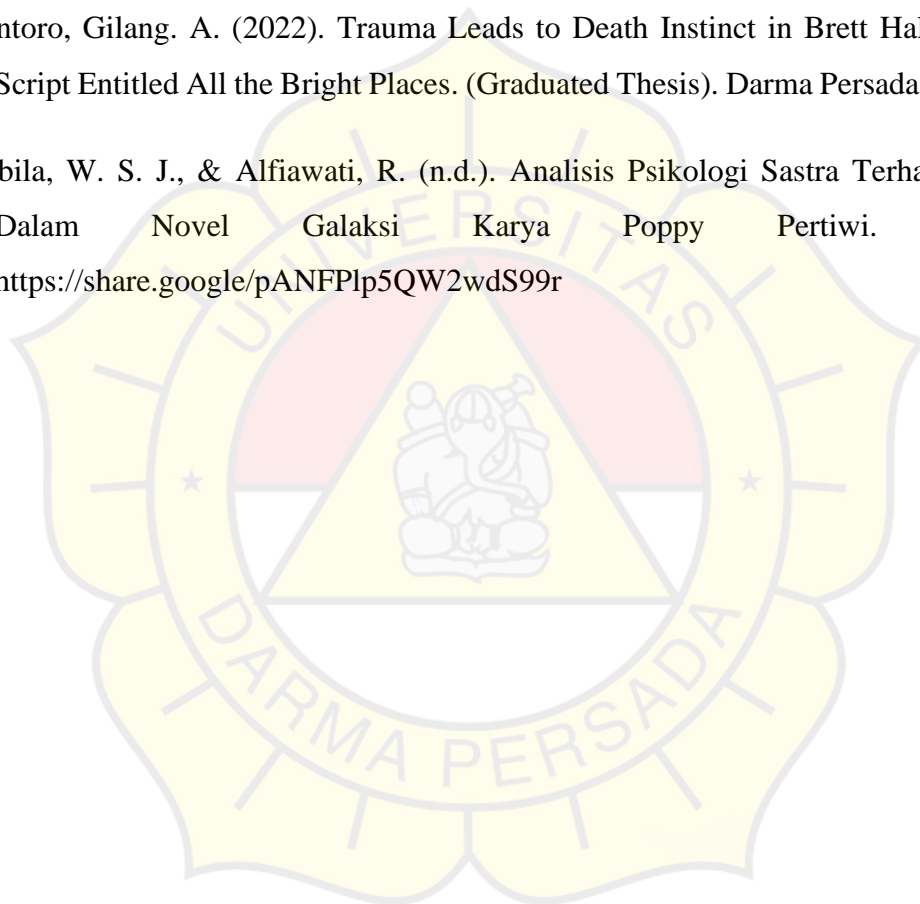 ntoro, Gilang. A. (2022). Trauma Leads to Death Instinct in Brett Hal
Script Entitled All the Bright Places. (Graduated Thesis). Darma Persada
bila, W. S. J., & Alfiawati, R. (n.d.). Analisis Psikologi Sastra Terha
Dalam Novel Galaksi Karya Poppy Pertiwi.
https://share.google/pANFPlp5QW2wdS99r
UNIVERSITAS
DARMA PERSADA